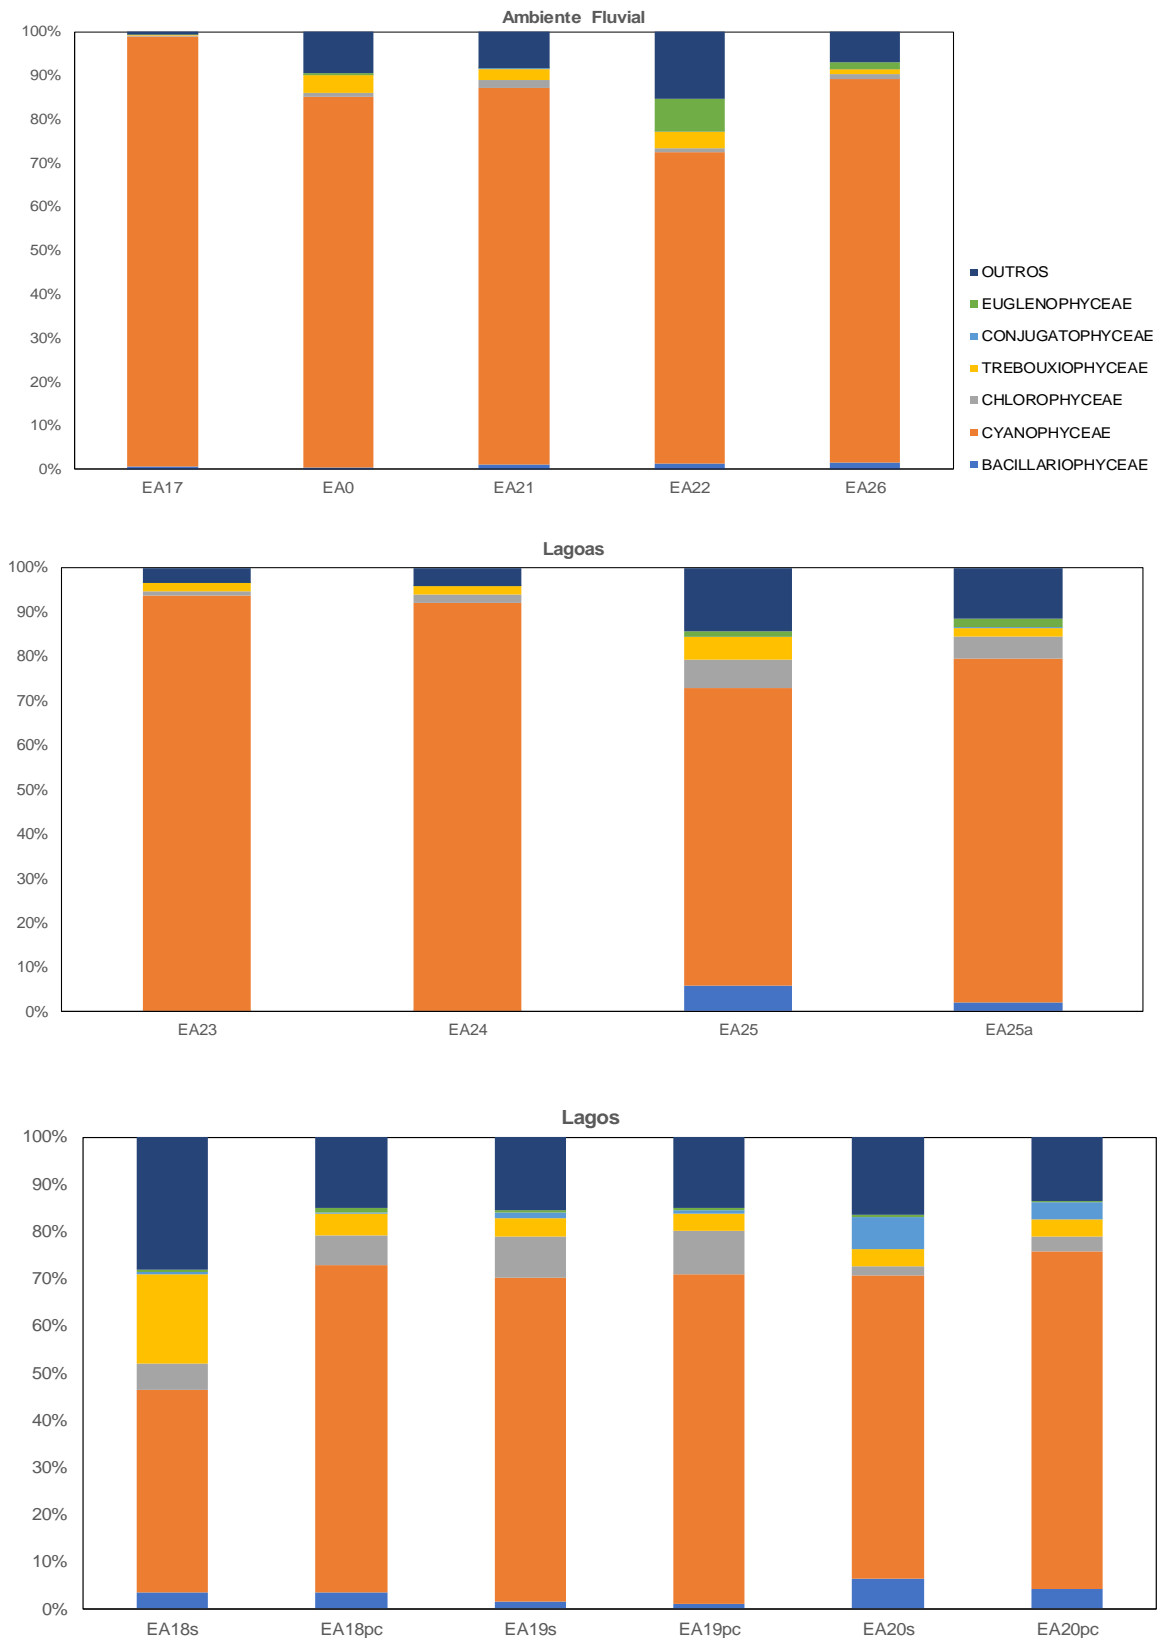 Ambiente Fluvial
100%
90%
80%
70%
60%
50%
40%
30%
20%
10%
0%
EA17 EA0 EA21 EA22 EA26
OUTROS
EUGLENOPHYCEAE
CONJUGATOPHYCEAE
TREBOUXIOPHYCEAE
CHLOROPHYCEAE
CYANOPHYCEAE
BACILLARIOPHYCEAE
Lagoas
100%
90%
80%
70%
60%
50%
40%
30%
20%
10%
0%
EA23 EA24 EA25 EA25a
Lagos
100%
90%
80%
70%
60%
50%
40%
30%
20%
10%
0%
EA18s EA18pc EA19s EA19pc EA20s EA20pc